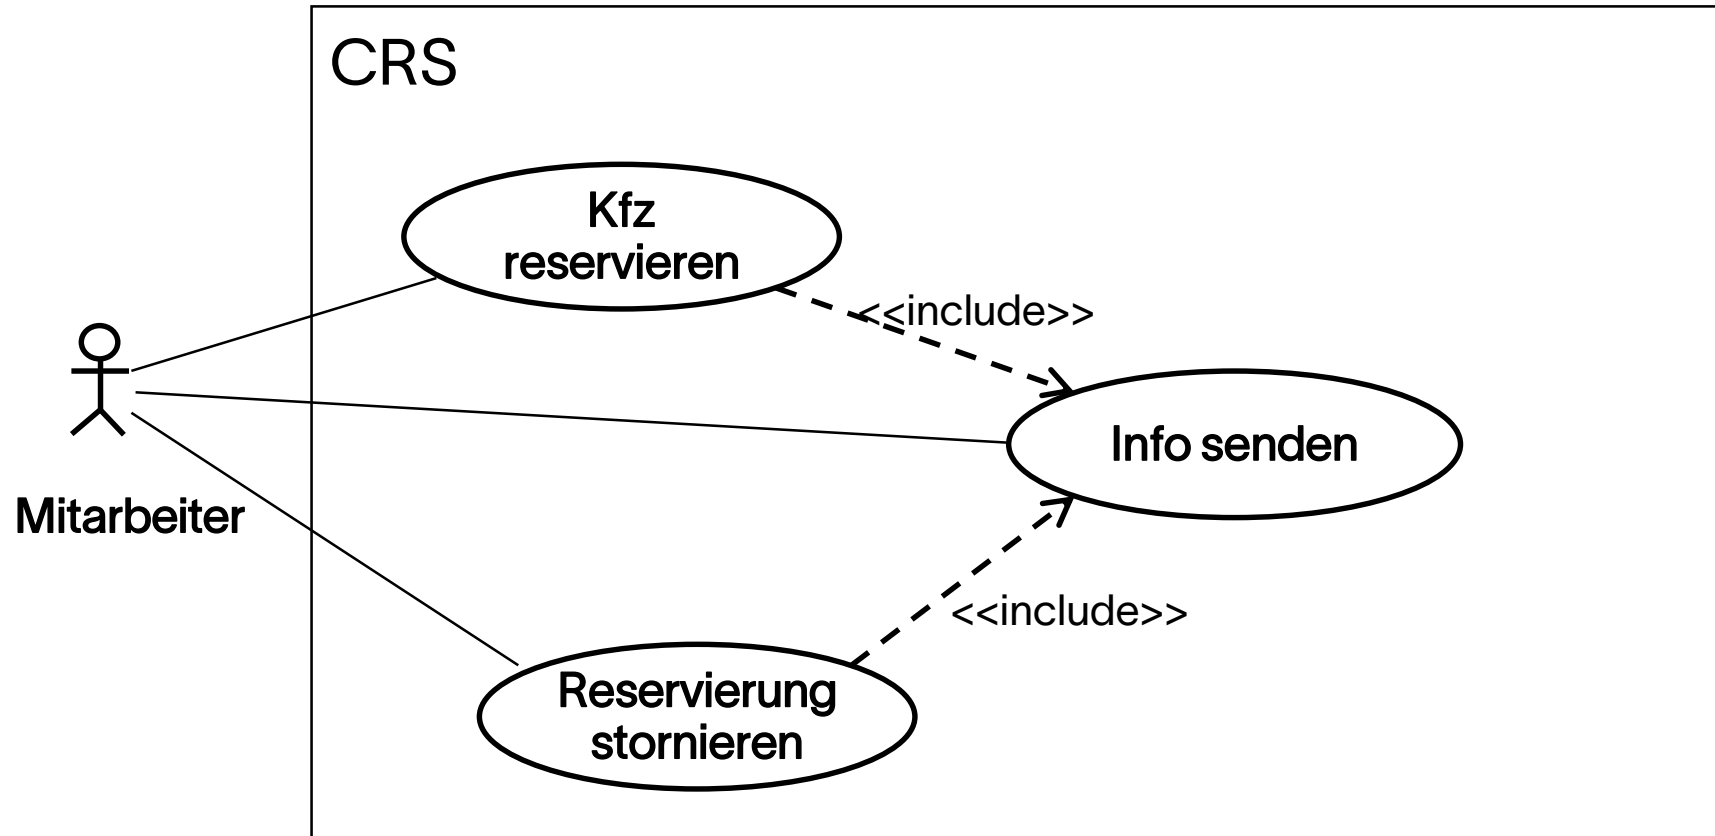 CRS
Kfz
reservieren
<<include>>
Info senden
Mitarbeiter
<<include>>
Reservierung
stornieren